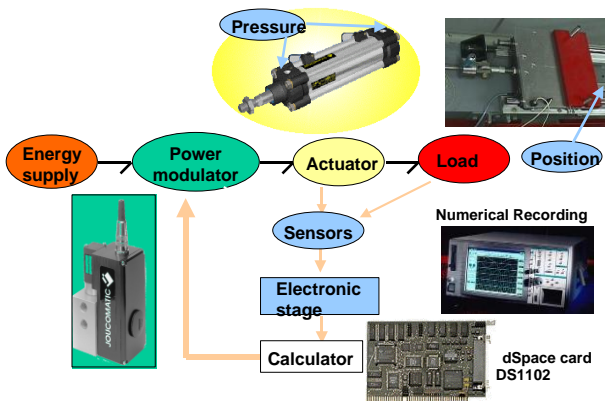 Pressure
Energy
supply
Power
modulator
Actuator
Load
Position
Sensors
Numerical Recording
JOUCOMATIC
Electronic
stage
Calculator
dSpace card
DS1102